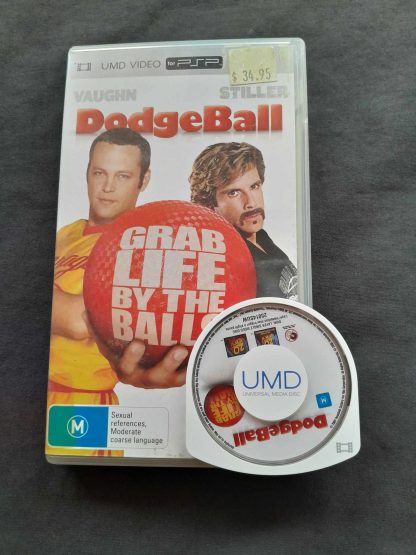 UMD VIDEO for PSP
$ 34.95
VAUGHN STILLER
DodgeBall
GRAB
LIFE
BY THE
BALLS
M
Sexual
references,
Moderate
coarse language
UMD
UNIVERSAL MEDIA DISC
M
DodgeBall